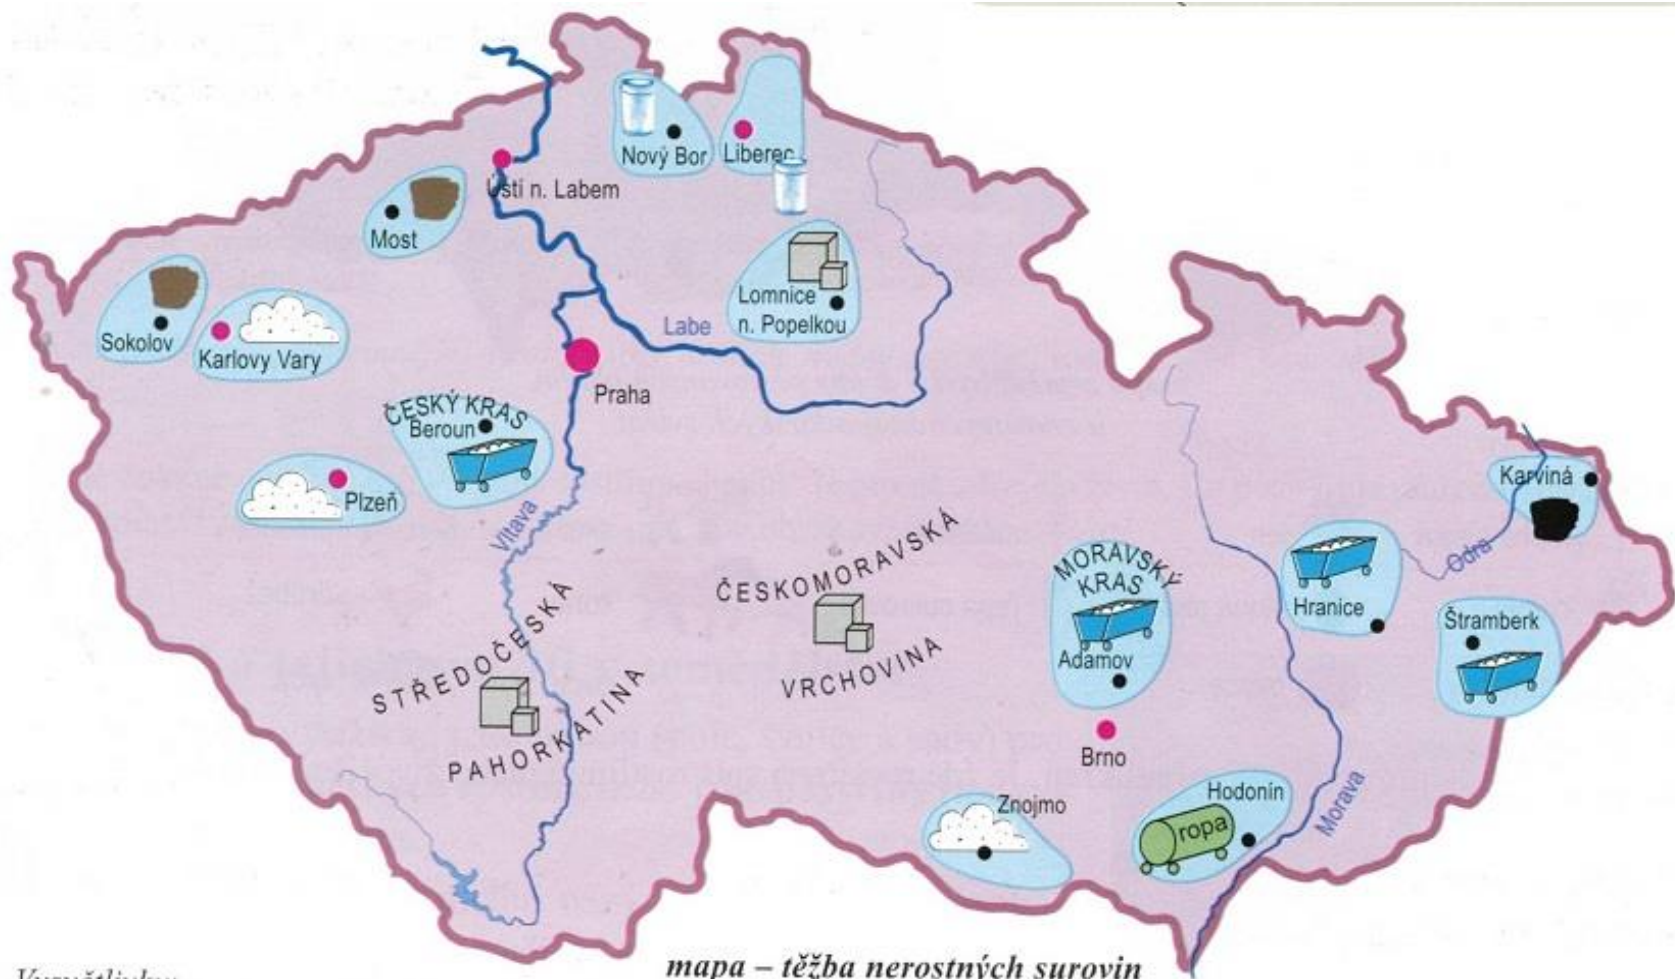 Nový Bor
Liberec
Ústí n. Labem
Most
Lomnice
n. Popelkou
Sokolov
Karlovy Vary
Labe
Praha
ČESKÝ KRAS
Beroun
Plzeň
Vltava
Karviná
Odra
ČESKOMORAVSKÁ
VRCHOVINA
MORAVSKÝ
KRAS
Adamov
Hranice
Štramberk
STŘEDOČESKÁ
PAHORKATINA
Brno
Znojmo
Hodonín
ropa
Morava
mapa – těžba nerostných surovin